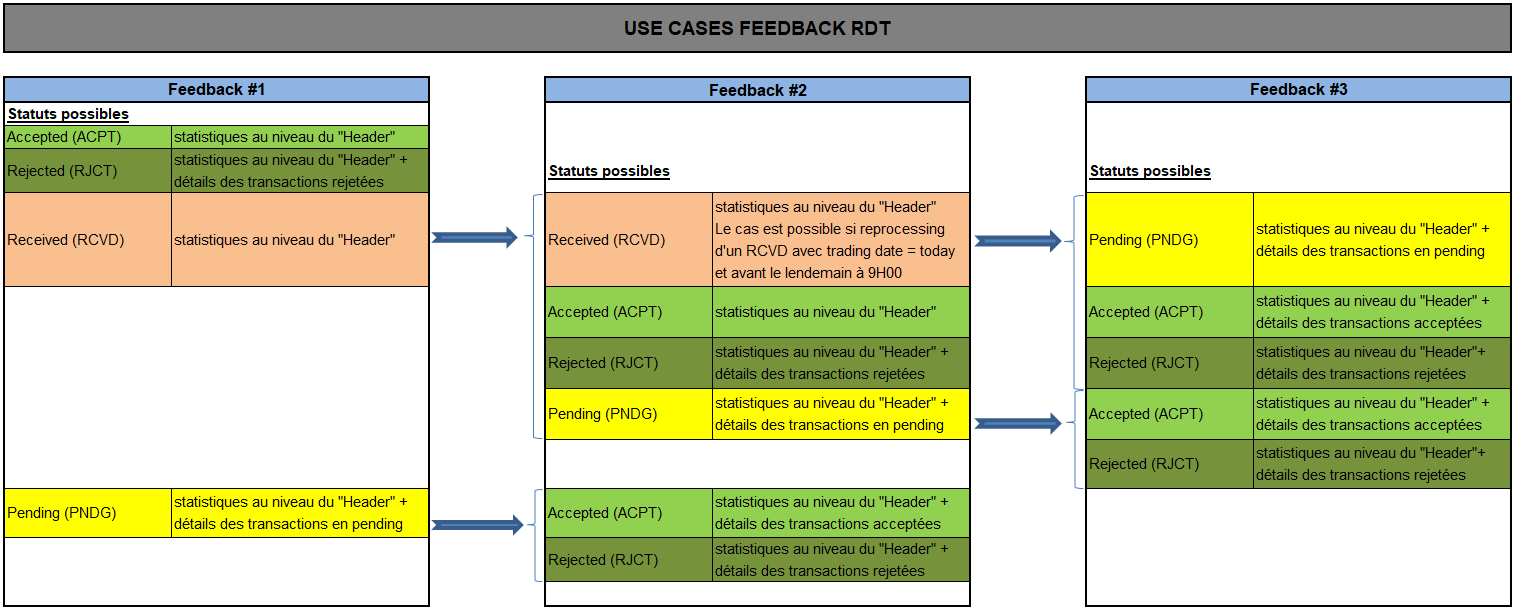 USE CASES FEEDBACK RDT
Feedback #1
Statuts possibles
Accepted (ACPT)
statistiques au niveau du "Header"
Rejected (RJCT)
statistiques au niveau du "Header" +
détails des transactions rejetées
Received (RCVD)
statistiques au niveau du "Header"
Pending (PNDG)
statistiques au niveau du "Header" +
détails des transactions en pending
Feedback #2
Statuts possibles
Received (RCVD)
statistiques au niveau du "Header"
Le cas est possible si reprocessing
d'un RCVD avec trading date = today
et avant le lendemain à 9H00
Accepted (ACPT)
statistiques au niveau du "Header"
Rejected (RJCT)
statistiques au niveau du "Header" +
détails des transactions rejetées
Pending (PNDG)
statistiques au niveau du "Header" +
détails des transactions en pending
Accepted (ACPT)
statistiques au niveau du "Header" +
détails des transactions acceptées
Rejected (RJCT)
statistiques au niveau du "Header" +
détails des transactions rejetées
Feedback #3
Statuts possibles
Pending (PNDG)
statistiques au niveau du "Header" +
détails des transactions en pending
Accepted (ACPT)
statistiques au niveau du "Header" +
détails des transactions acceptées
Rejected (RJCT)
statistiques au niveau du "Header"+
détails des transactions rejetées
Accepted (ACPT)
statistiques au niveau du "Header" +
détails des transactions acceptées
Rejected (RJCT)
statistiques au niveau du "Header"+
détails des transactions rejetées